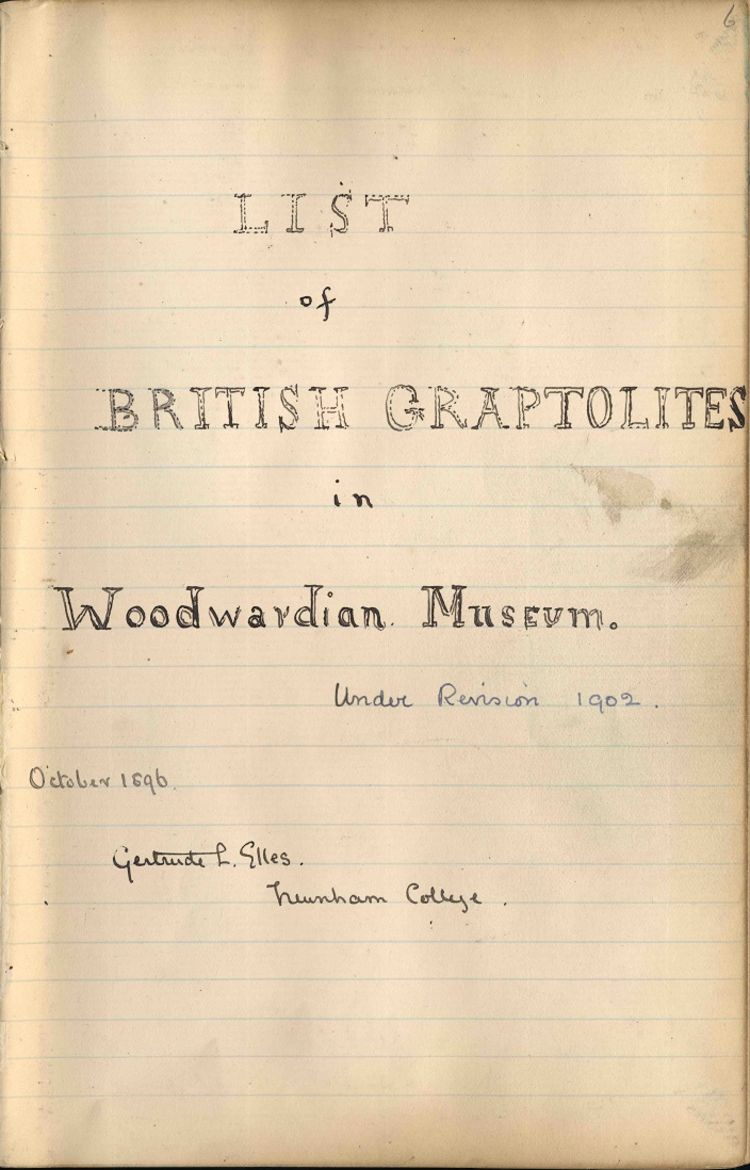 6
LIST
of
BRITISH GRAPTOLITES
in
Woodwardian Museum.
Under Revision 1902.
October 1896.
Gertrude L. Elles.
Newnham College.